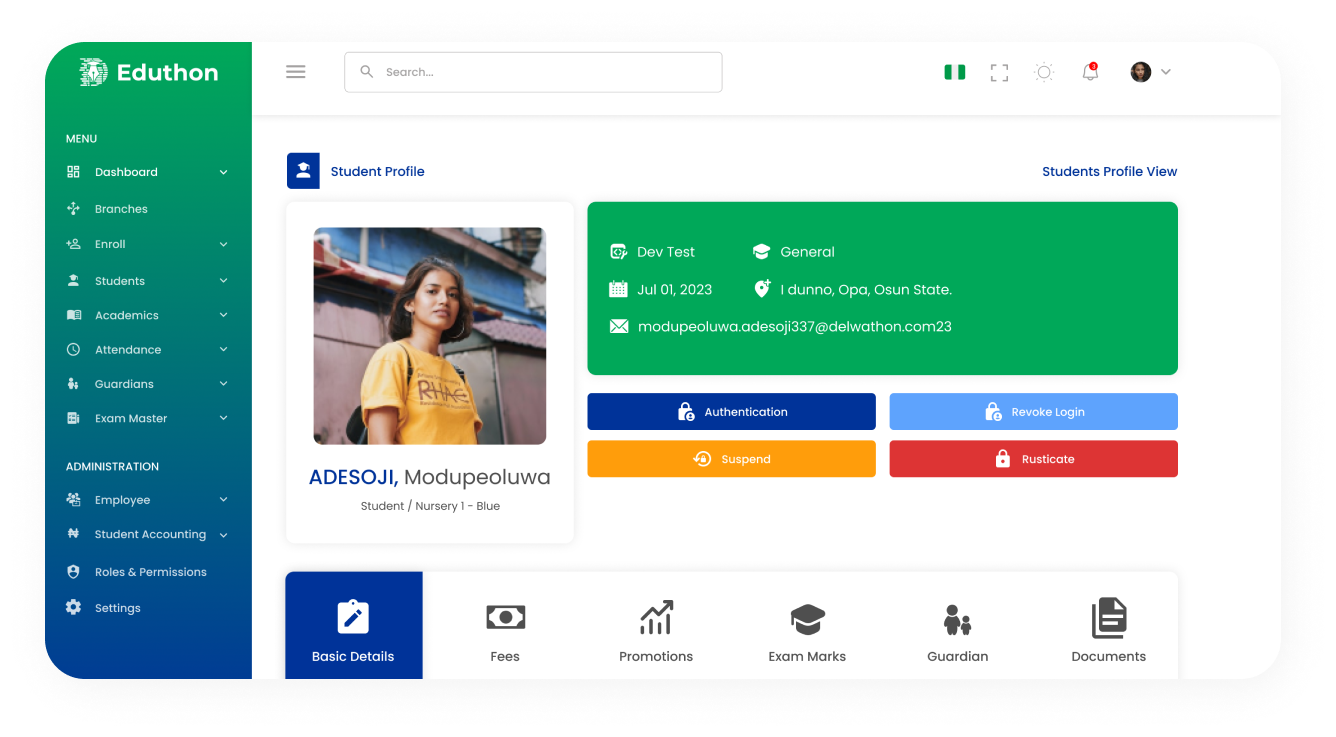 Eduthon
Search...
3
MENU
Dashboard
Branches
Enroll
Students
Academics
Attendance
Guardians
Exam Master
ADMINISTRATION
Employee
Student Accounting
Roles & Permissions
Settings
Student Profile
Students Profile View
RHAE
ADESOJI, Modupeoluwa
Student / Nursery 1 - Blue
Dev Test
General
Jul 01, 2023
I dunno, Opa, Osun State.
modupeoluwa.adesoji337@delwathon.com23
Authentication
Revoke Login
Suspend
Rusticate
Basic Details
Fees
Promotions
Exam Marks
Guardian
Documents